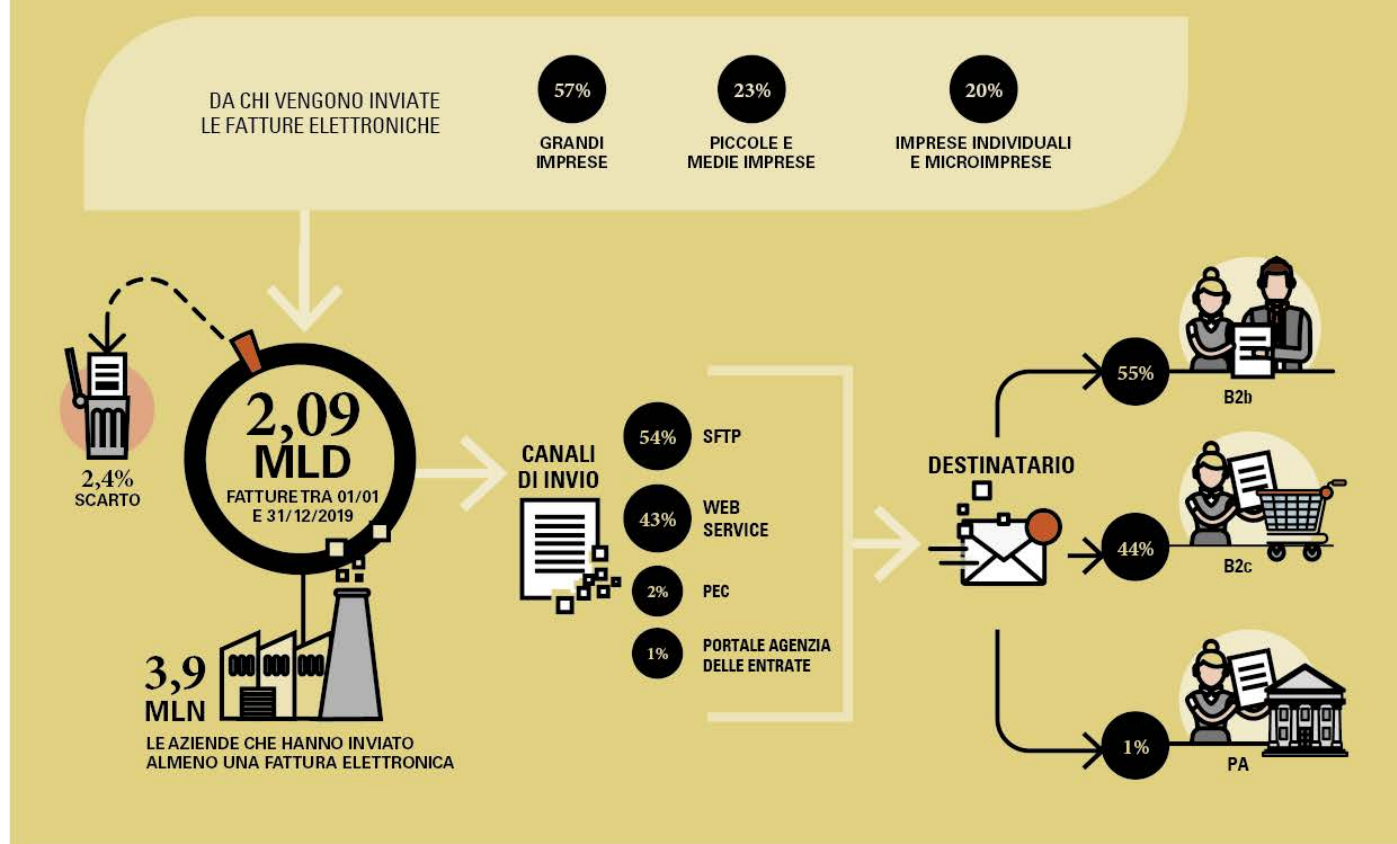 DA CHI VENGONO INVIATE
LE FATTURE ELETTRONICHE
57%
GRANDI
IMPRESE
23%
PICCOLE E
MEDIE IMPRESE
20%
IMPRESE INDIVIDUALI
E MICROIMPRESE
2,4%
SCARTO
2,09
MLD
FATTURE TRA 01/01
E 31/12/2019
3,9
MLN
LE AZIENDE CHE HANNO INVIATO
ALMENO UNA FATTURA ELETTRONICA
CANALI
DI INVIO
54% SFTP
43% WEB
SERVICE
2% PEC
1% PORTALE AGENZIA
DELLE ENTRATE
DESTINATARIO
55%
B2b
44%
B2c
1%
PA